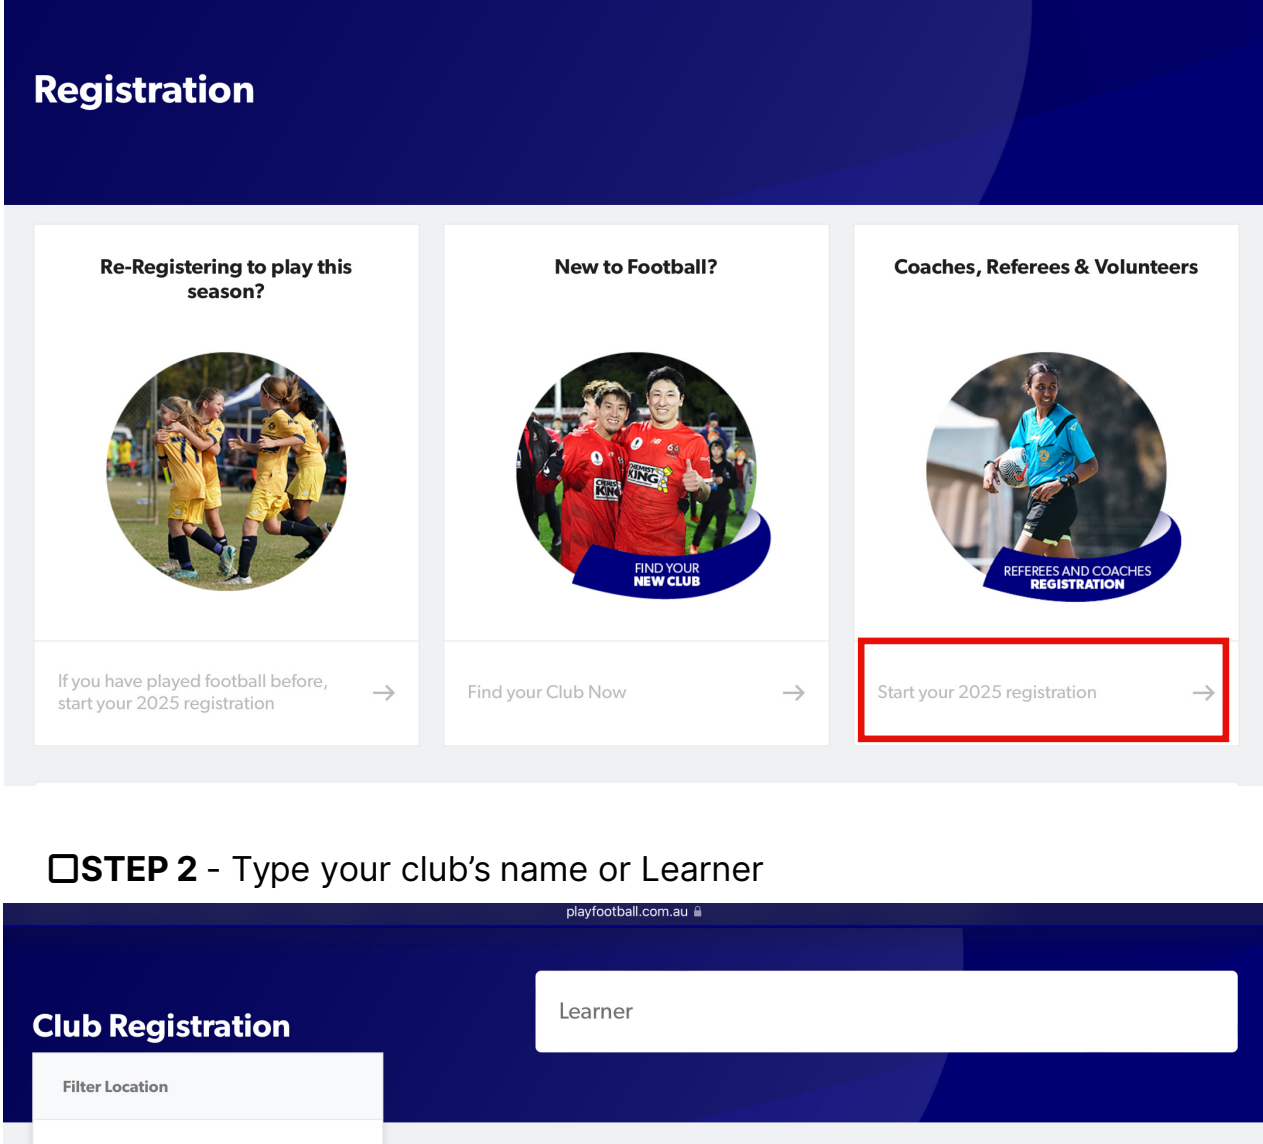 Registration
Re-Registering to play this
season?
New to Football?
Coaches, Referees & Volunteers
CHEMIST
KING
FIND YOUR
NEW CLUB
REFEREES AND COACHES
REGISTRATION
If you have played football before,
start your 2025 registration
Find your Club Now
Start your 2025 registration
STEP 2 - Type your club's name or Learner
playfootball.com.au
Learner
Club Registration
Filter Location